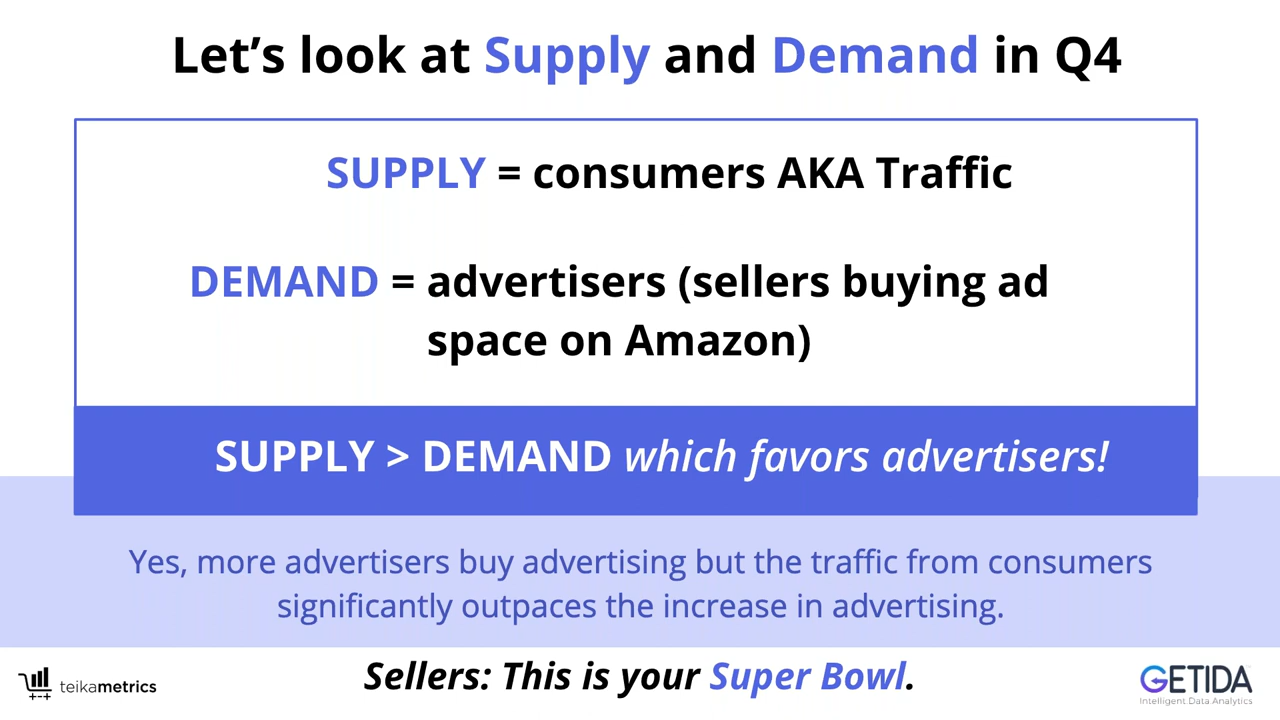 Let’s look at Supply and Demand in Q4
SUPPLY = consumers AKA Traffic
DEMAND = advertisers (sellers buying ad
space on Amazon)
SUPPLY > DEMAND which favors advertisers!
Yes, more advertisers buy advertising but the traffic from consumers
significantly outpaces the increase in advertising.
Sellers: This is your Super Bowl.
teikametrics
GETIDA
Intelligent Data Analytics